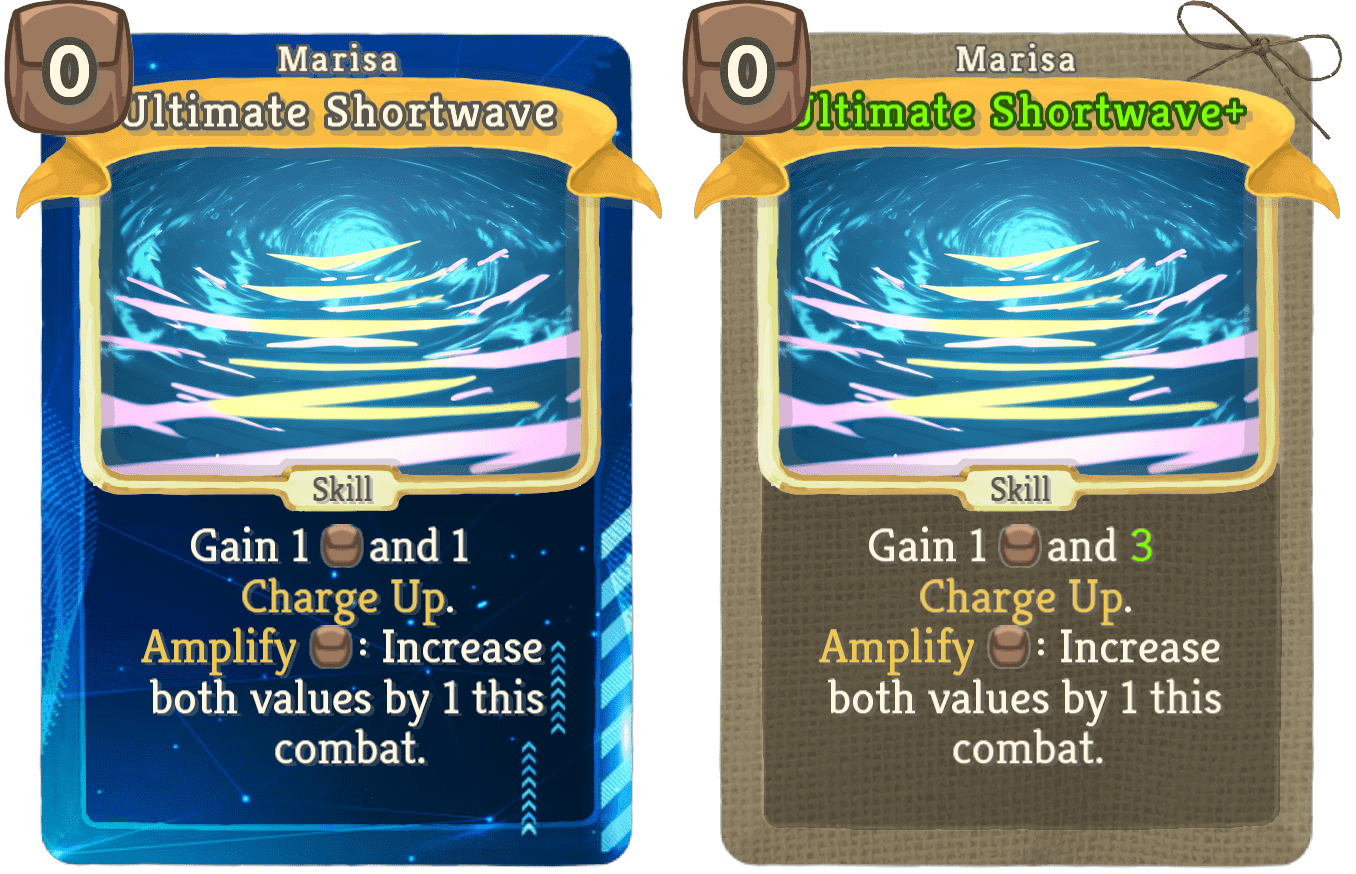 0
Marisa
Ultimate Shortwave
Skill
Gain 1 and 1
Charge Up.
Amplify : Increase
both values by 1 this
combat.
0
Marisa
Ultimate Shortwave+
Skill
Gain 1 and 3
Charge Up.
Amplify : Increase
both values by 1 this
combat.